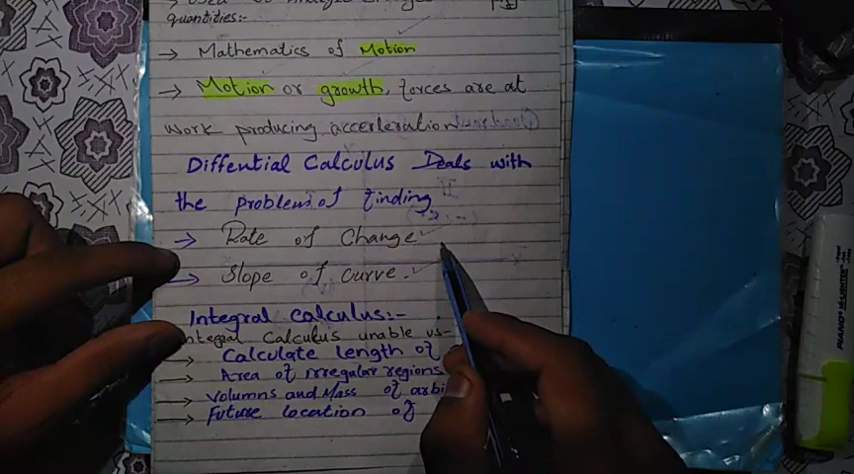 quantities:-
→ Mathematics of Motion
→ Motion or growth, forces are at
work producing accerleration
Diffential Calculus Deals with
the problems of finding
→ Rate of Change
→ Slope of Curve.
Integral calculus:-
Integral Calculus unable us-
→ Calculate length of
→ Area of irregular regions
→ Volumns and Mass of arbi
→ Future location of